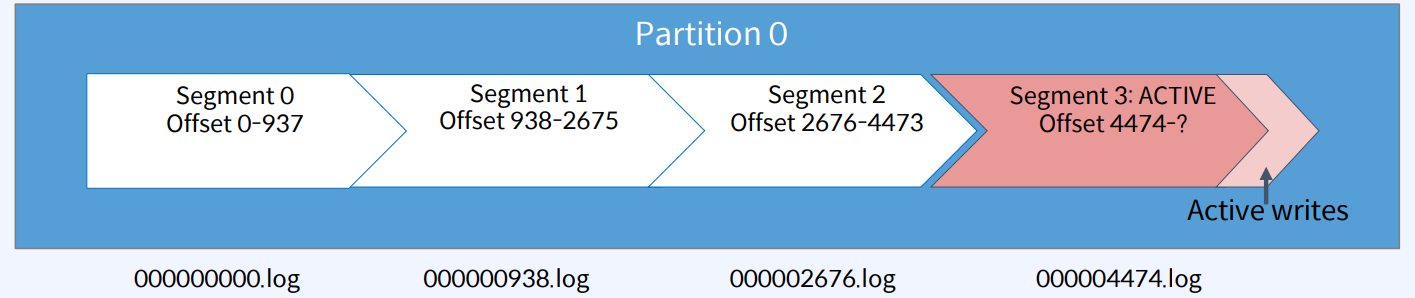 Partition 0
Segment 0
Offset 0-937
Segment 1
Offset 938-2675
Segment 2
Offset 2676-4473
Segment 3: ACTIVE
Offset 4474-?
Active writes
000000000.log
000000938.log
000002676.log
000004474.log